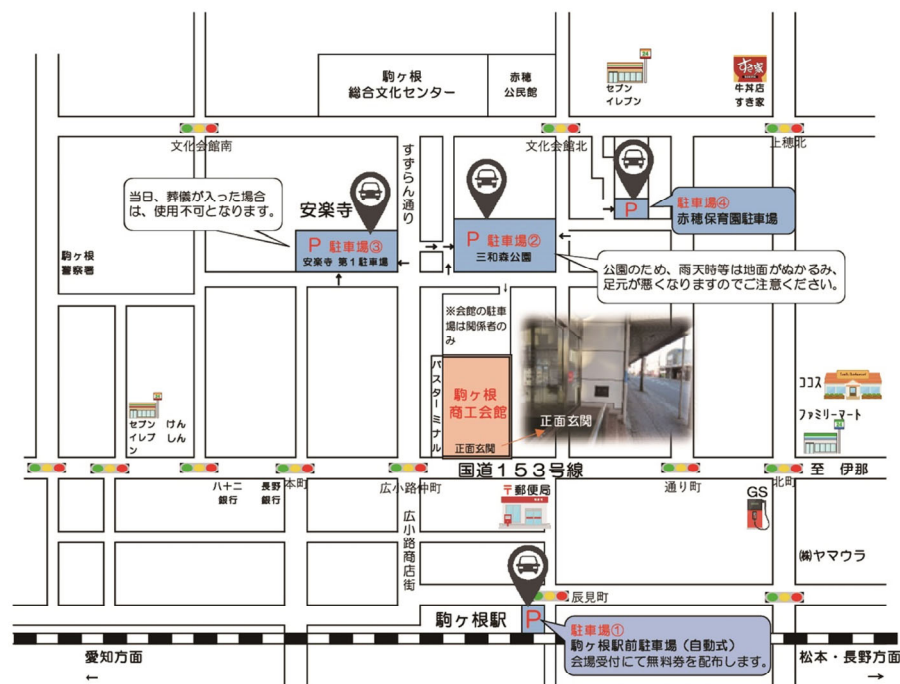 駒ヶ根
総合文化センター
赤穂
公民館
セブン
イレブン
すき家
牛丼店
すき家
文化会館南
文化会館北
上穂北
すずらん通り
当日、葬儀が入った場合
は、使用不可となります。
安楽寺
P 駐車場③
安楽寺 第1駐車場
P 駐車場②
三和森公園
P
駐車場④
赤穂保育園駐車場
公園のため、雨天時等は地面がぬかるみ、
足元が悪くなりますのでご注意ください。
駒ヶ根
警察署
※会館の駐車
場は関係者の
み
バスターミナル
駒ヶ根
商工会館
正面玄関
正面玄関
ココス
ファミリーマート
セブン
イレブ
ン
けん
しん
国道153号線
至 伊那
本町
広小路仲町
通り町
北町
八十二
銀行
長野
銀行
〒郵便局
GS
広小路商店街
㈱ヤマウラ
辰見町
駒ヶ根駅
P
駐車場①
駒ヶ根駅前駐車場（自動式）
会場受付にて無料券を配布します。
愛知方面
←
松本・長野方面
→